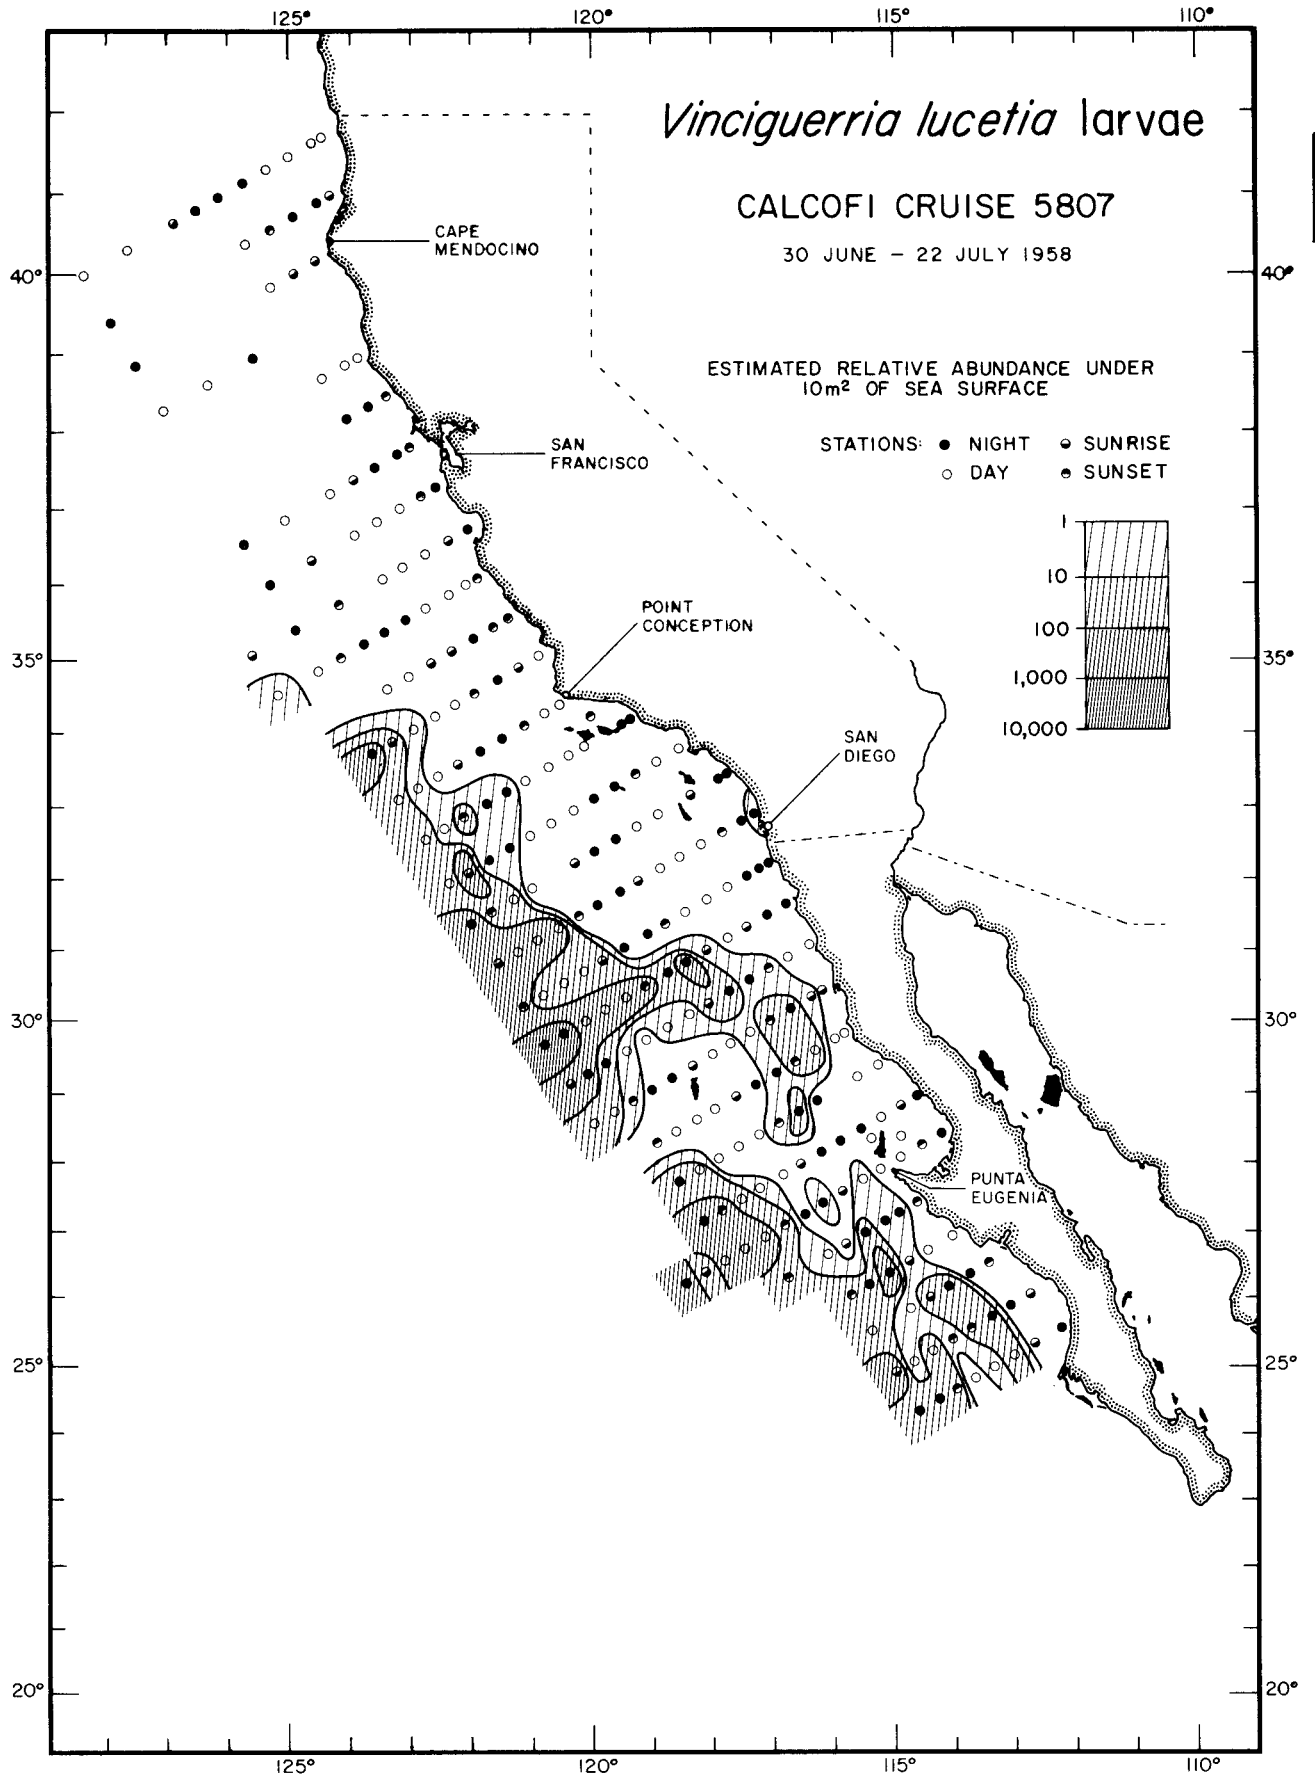 125° 120° 115° 110°
Vinciguerria lucetia larvae
CALCOFI CRUISE 5807
30 JUNE – 22 JULY 1958
CAPE
MENDOCINO
40° 40°
ESTIMATED RELATIVE ABUNDANCE UNDER
10m² OF SEA SURFACE
STATIONS: ● NIGHT ◒ SUNRISE
○ DAY ◓ SUNSET
SAN
FRANCISCO
1
10
100
1,000
10,000
POINT
CONCEPTION
35° 35°
SAN
DIEGO
30° 30°
PUNTA
EUGENIA
25° 25°
20° 20°
125° 120° 115° 110°